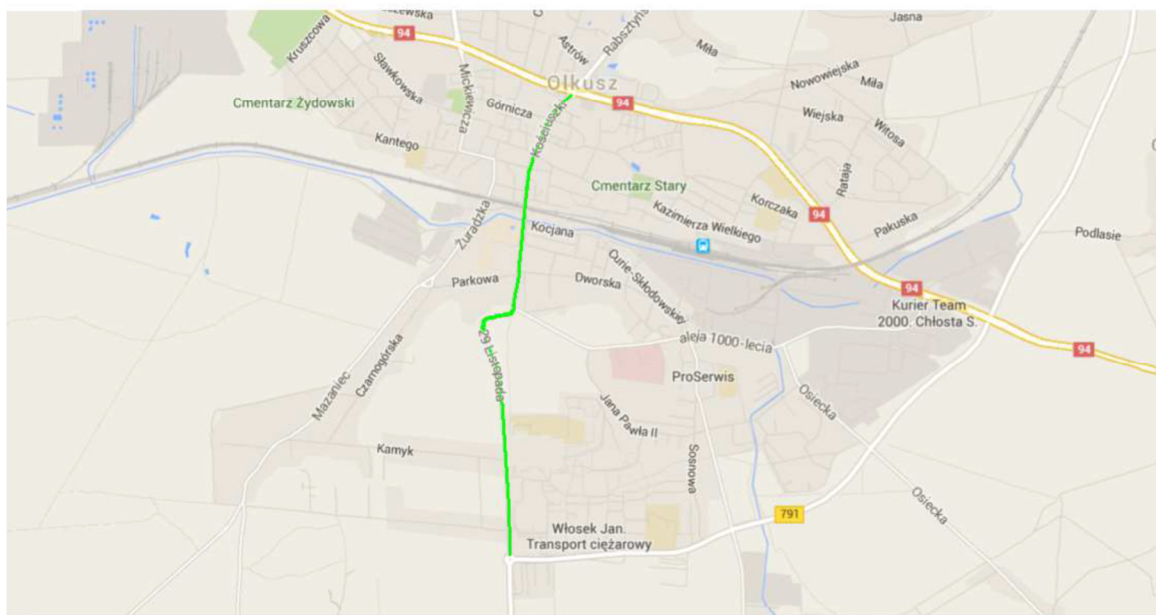 szewska
Jasna
94
Kruszcowa
Astrów
Rabsztyńs
Miła
Mickiewicza
Sławkowska
Olkusz
Nowowiejska
Miła
Cmentarz Żydowski
Górnicza
94
Wiejska
Witosa
Kościuszki
Kantego
Rataja
Cmentarz Stary
Korczaka
Kazimierza Wielkiego
94
Pakuska
Podlasie
Żuradzka
Kocjana
Parkowa
Dworska
Curie-Skłodowskiej
94
Kurier Team
2000. Chłosta S.
29 Listopada
aleja 1000-lecia
94
Czarnogórska
Mazaniec
ProSerwis
Osiecka
Jana Pawła II
Kamyk
Sosnowa
Osiecka
791
Włosek Jan.
Transport ciężarowy